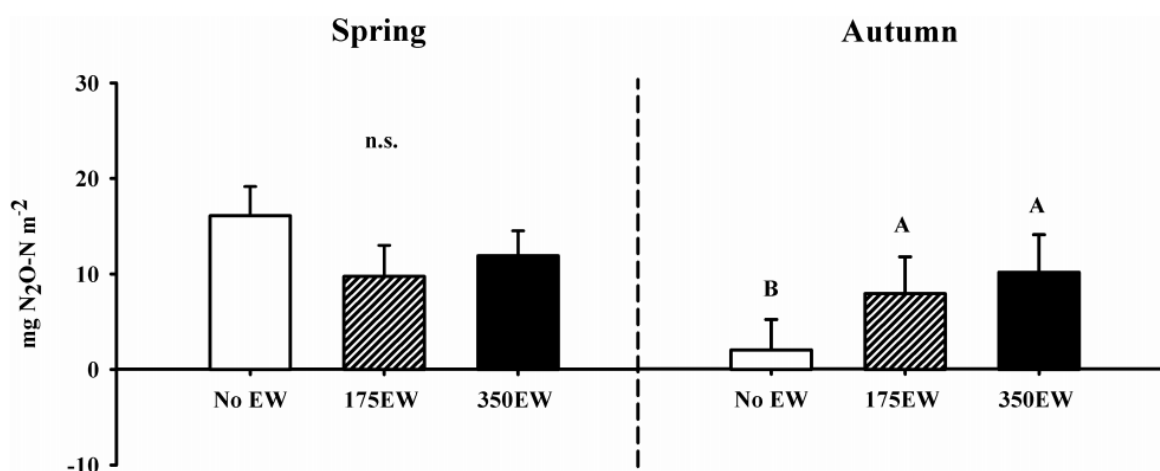 Spring Autumn
30
20
10
0
-10
mg N₂O-N m⁻²
n.s.
B
A
A
No EW 175EW 350EW No EW 175EW 350EW